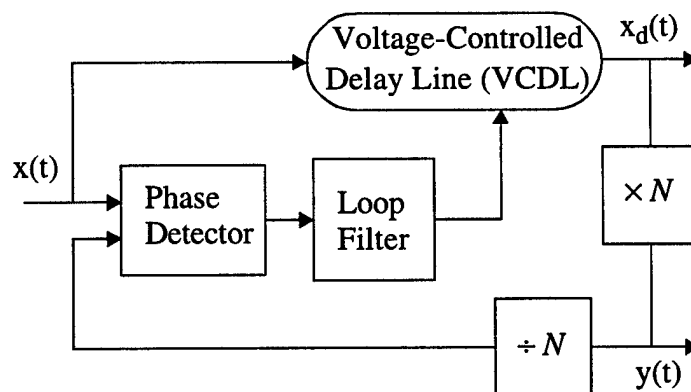 Voltage-Controlled
Delay Line (VCDL)
x_d(t)
x(t)
Phase
Detector
Loop
Filter
× N
÷ N
y(t)